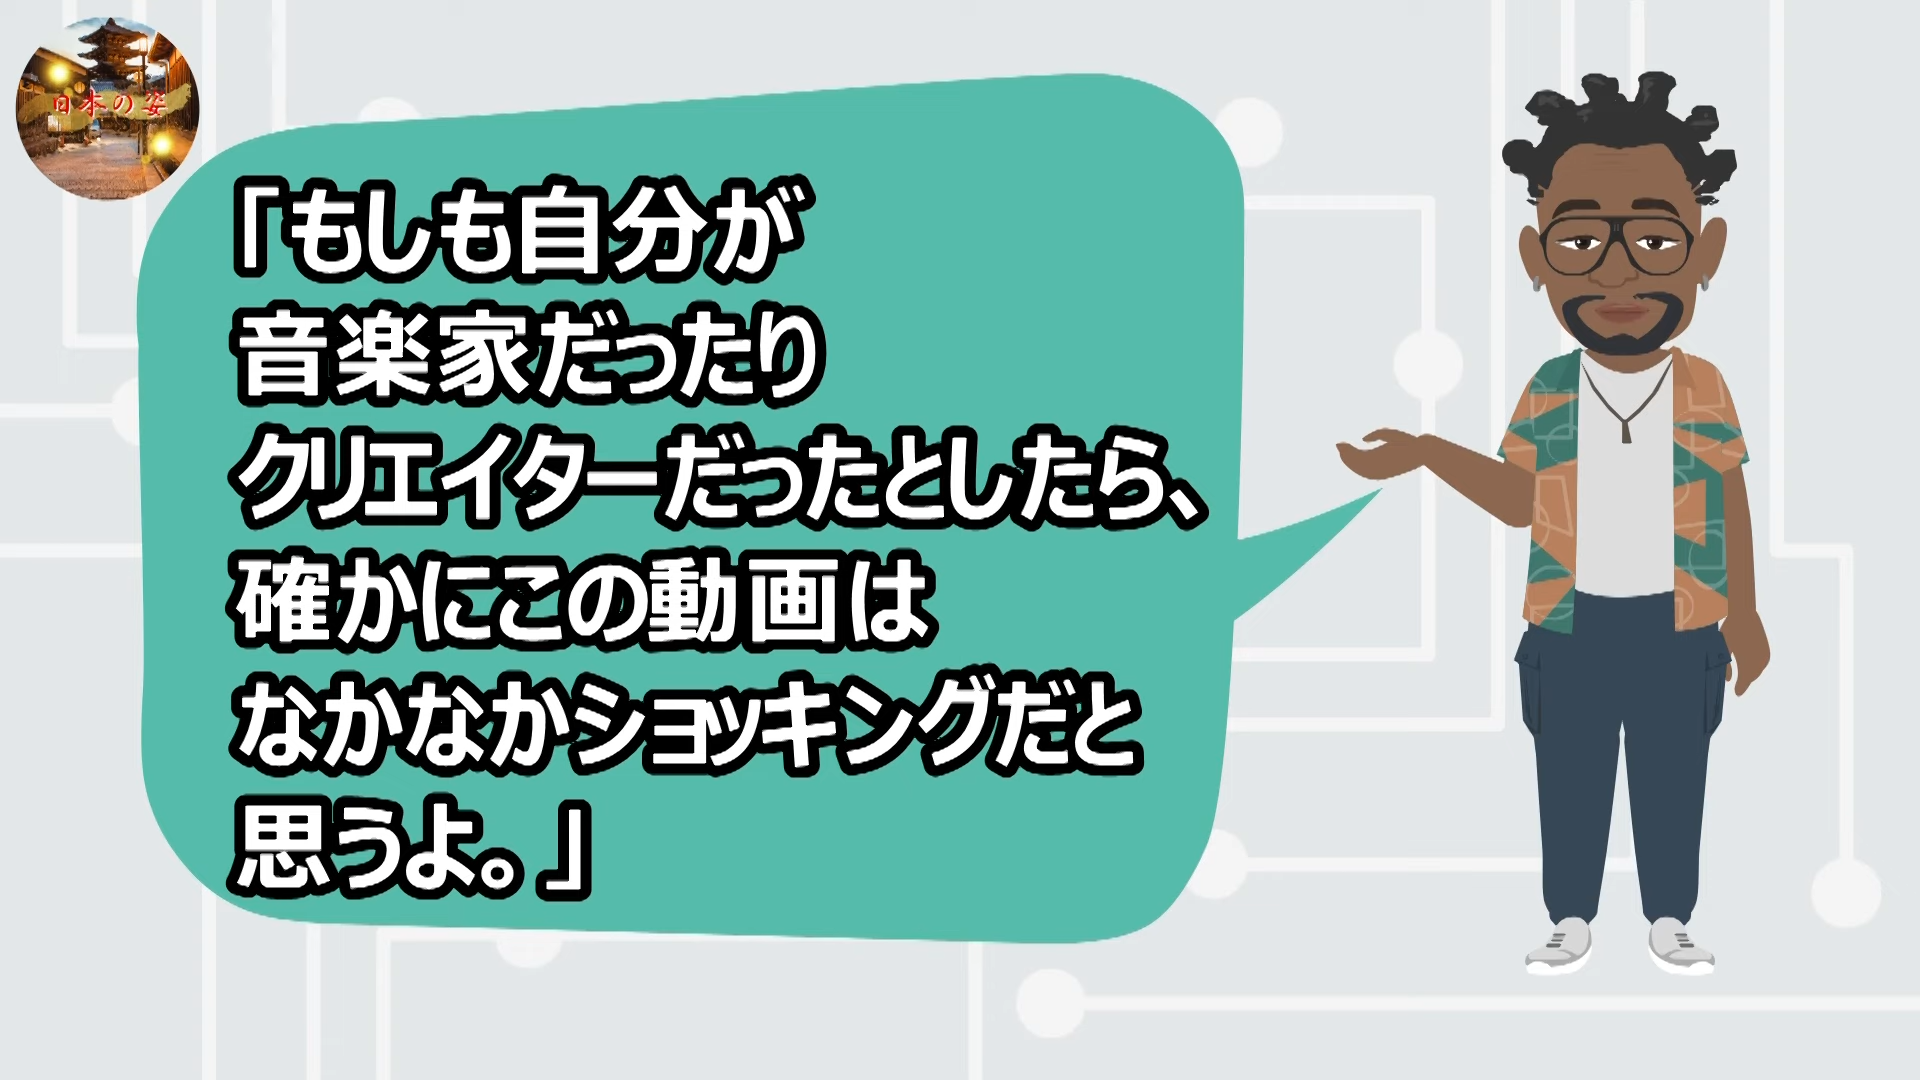 日本の姿
「もしも自分が
音楽家だったり
クリエイターだったとしたら、
確かにこの動画は
なかなかショッキングだと
思うよ。」